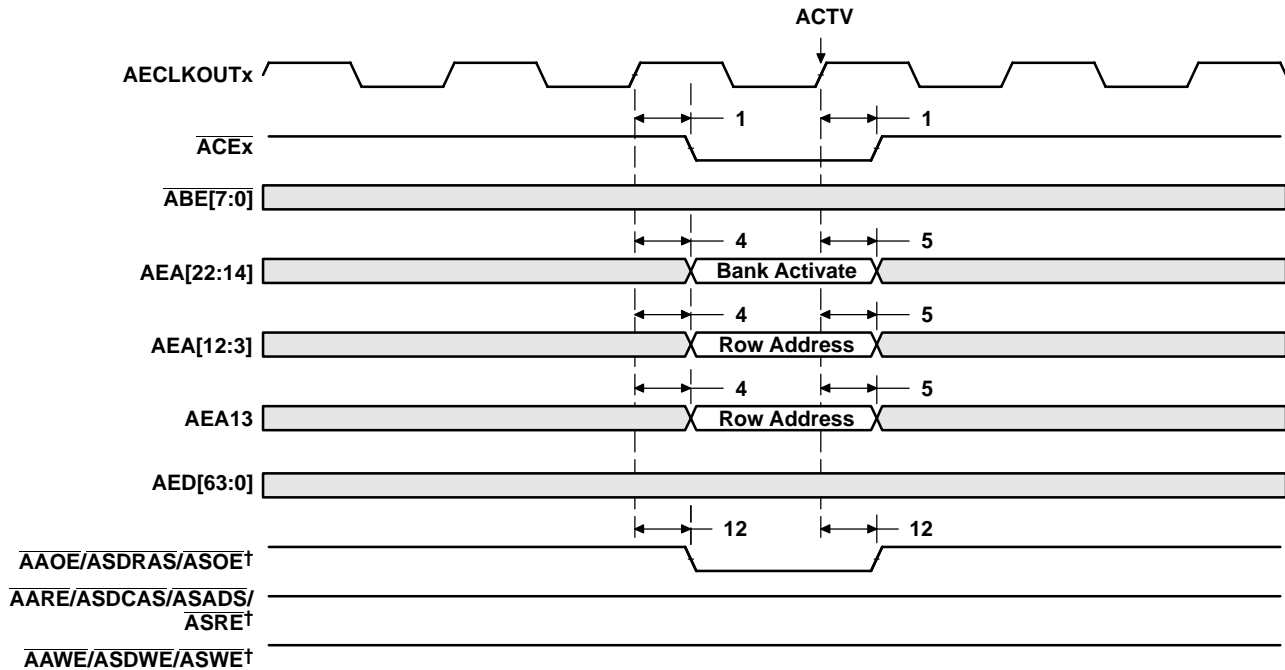 ACTV
AECLKOUTx
1 1
ACEx
ABE[7:0]
4 5
AEA[22:14] Bank Activate
4 5
AEA[12:3] Row Address
4 5
AEA13 Row Address
AED[63:0]
12 12
AAOE/ASDRAS/ASOE†
AARE/ASDCAS/ASADS/
ASRE†
AAWE/ASDWE/ASWE†